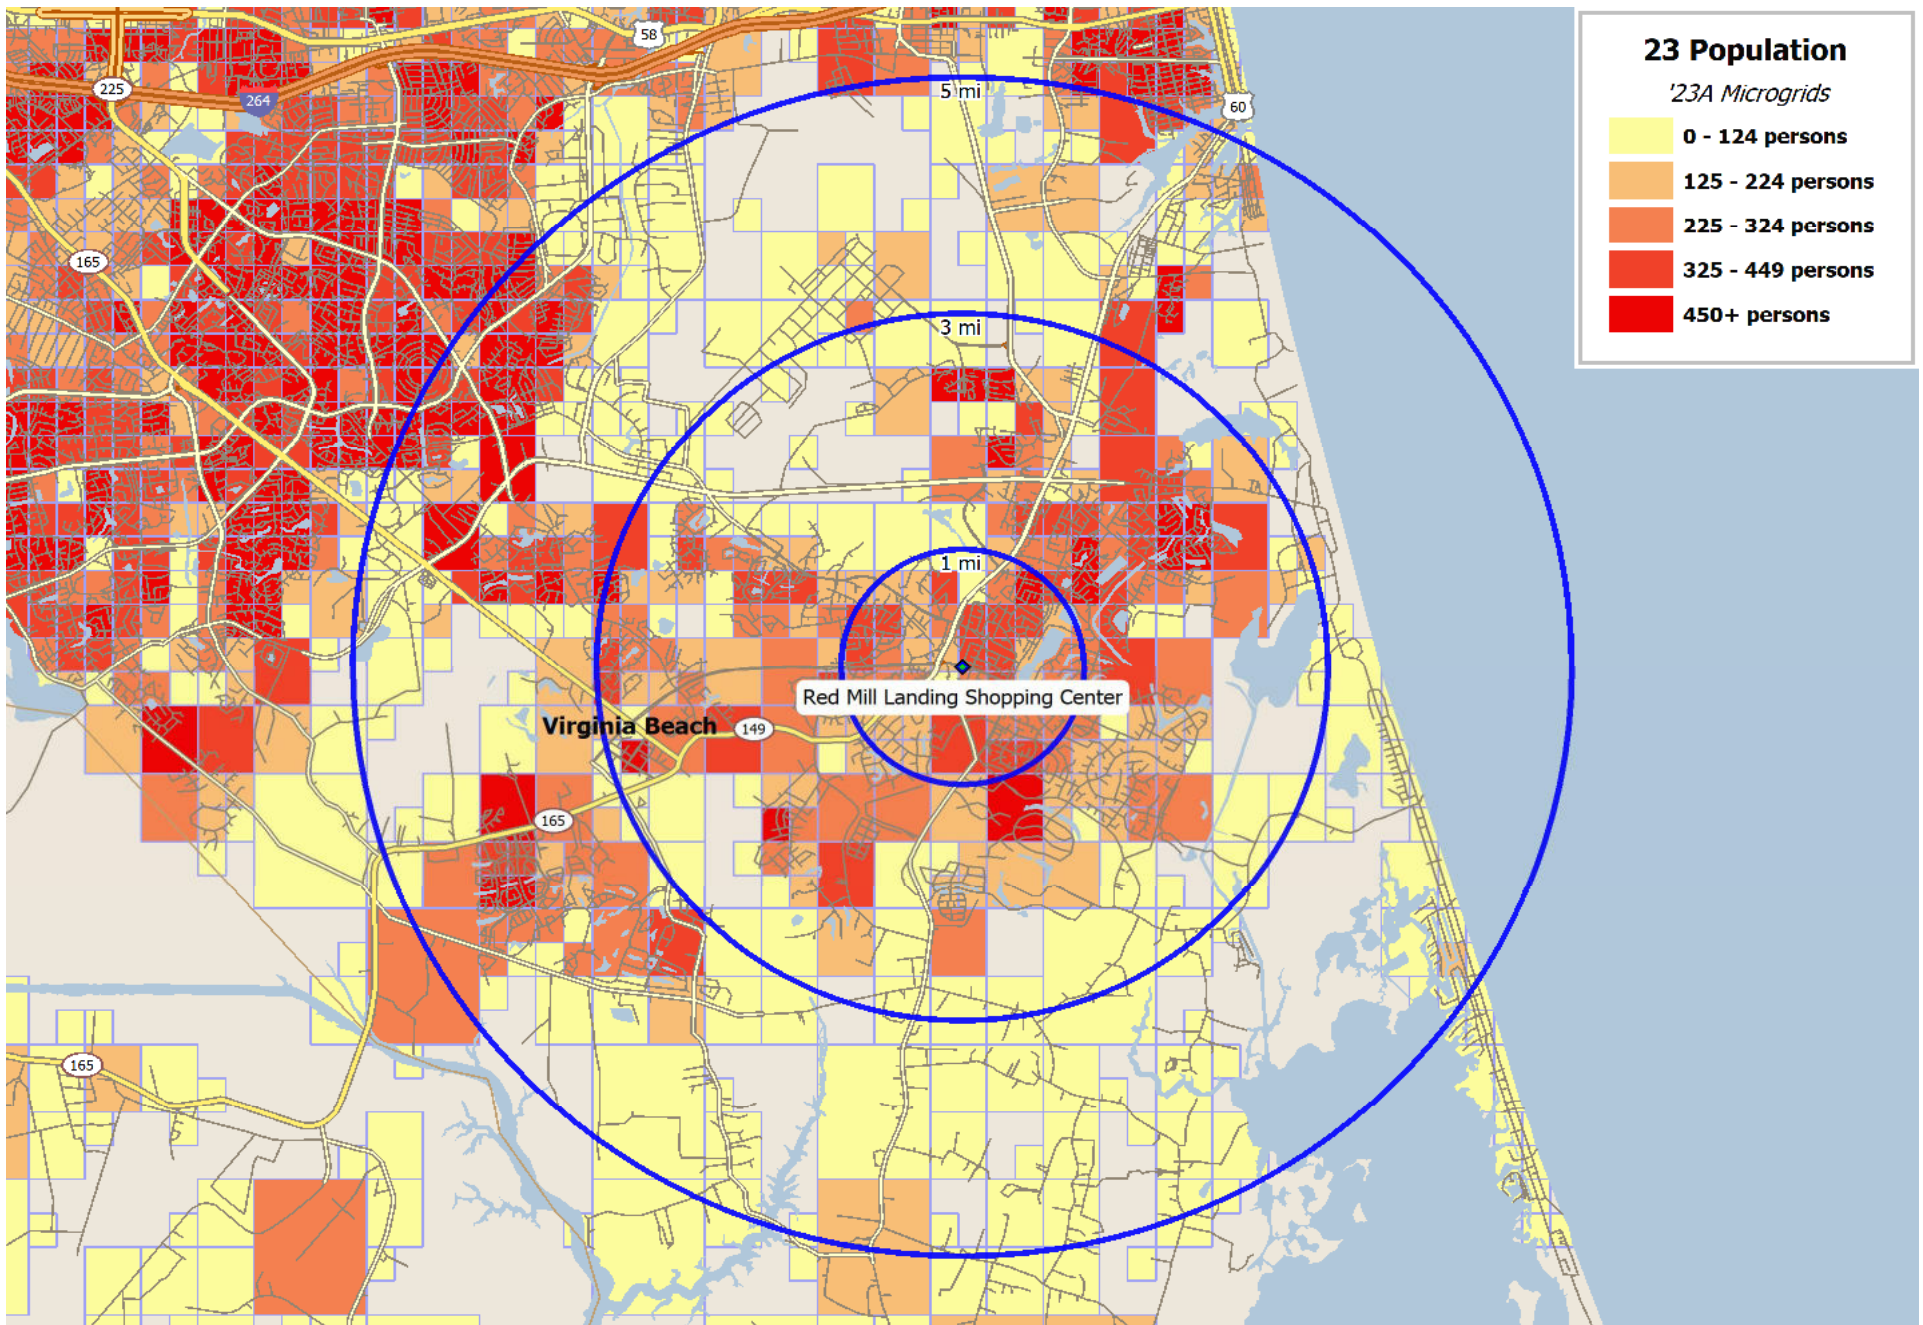 23 Population
'23A Microgrids
0 - 124 persons
125 - 224 persons
225 - 324 persons
325 - 449 persons
450+ persons
58
225
264
5 mi
60
165
3 mi
1 mi
Red Mill Landing Shopping Center
Virginia Beach
149
165
165